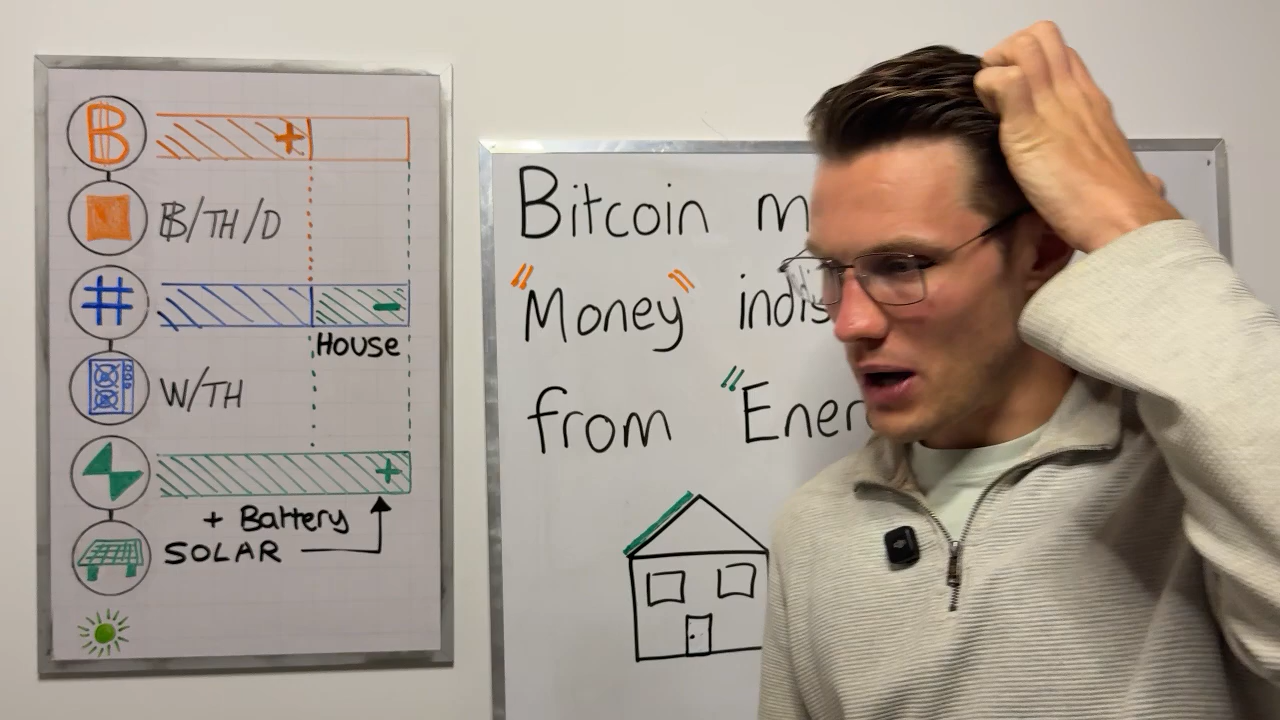 B
₿/TH/D
#
House
W/TH
+ Battery
SOLAR
Bitcoin
"Money"
from